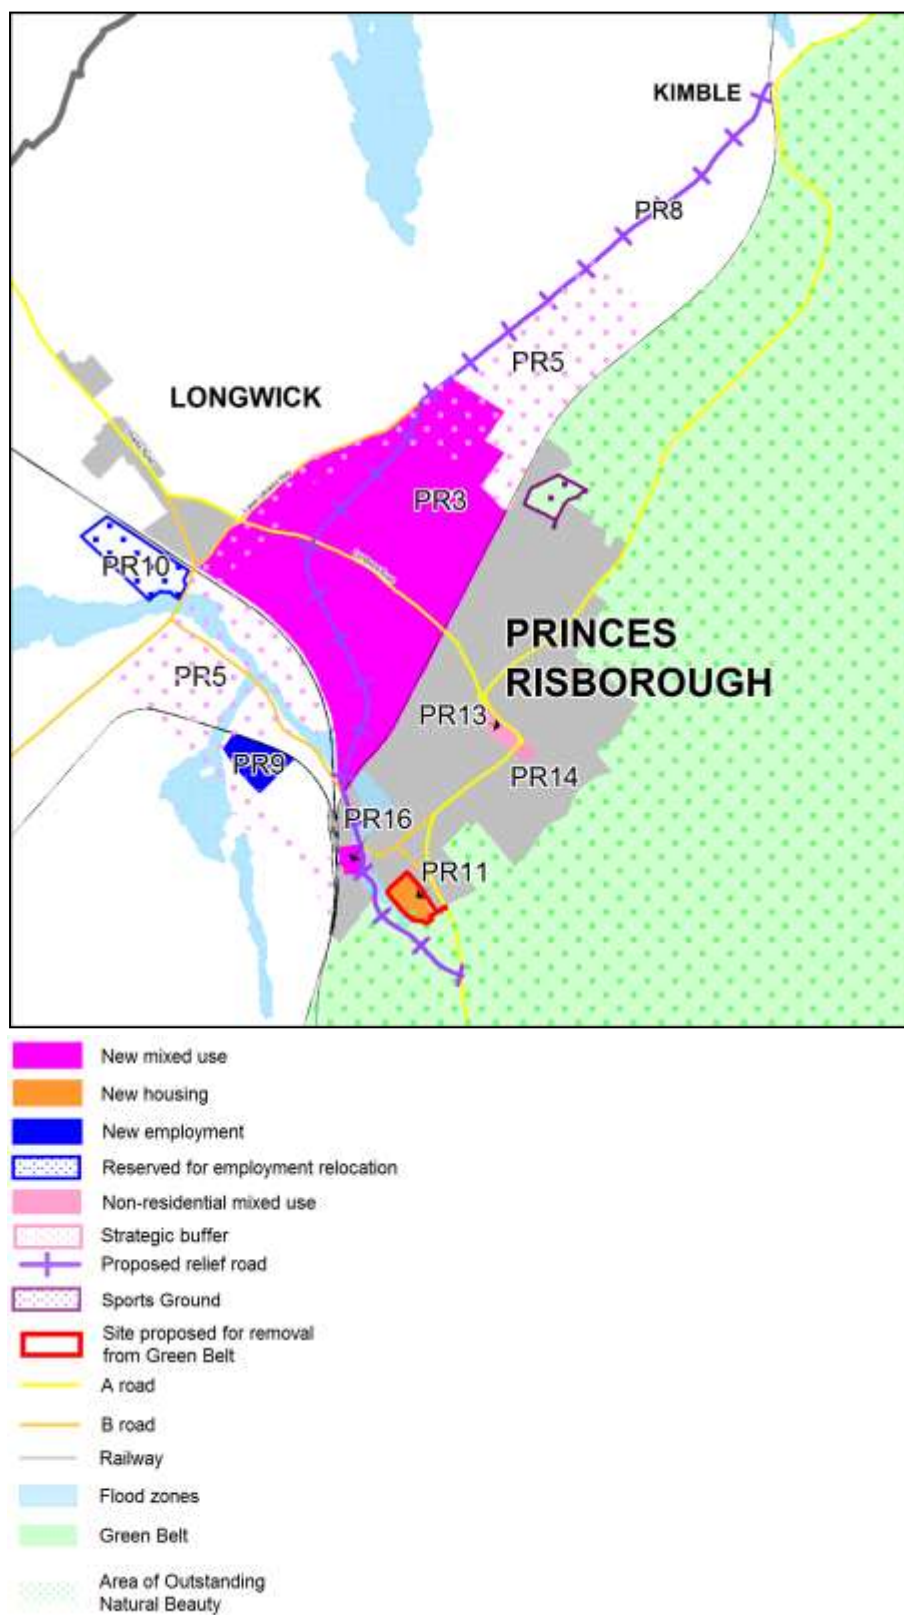 KIMBLE
PR8
PR5
LONGWICK
PR3
PR10
PRINCES
RISBOROUGH
PR5
PR13
PR9
PR14
PR16
PR11
New mixed use
New housing
New employment
Reserved for employment relocation
Non-residential mixed use
Strategic buffer
Proposed relief road
Sports Ground
Site proposed for removal
from Green Belt
A road
B road
Railway
Flood zones
Green Belt
Area of Outstanding
Natural Beauty